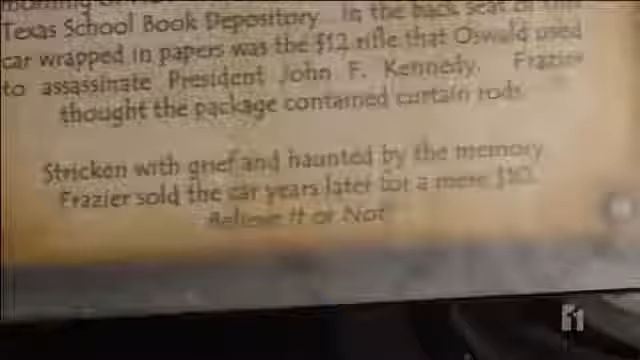 Texas School Book Depository. In the back seat of
car wrapped in papers was the $12 rifle that Oswald used
to assassinate President John F. Kennedy. Frazier
thought the package contained curtain rods.
Stricken with grief and haunted by the memory
Frazier sold the car years later for a mere $10.
Believe It or Not!